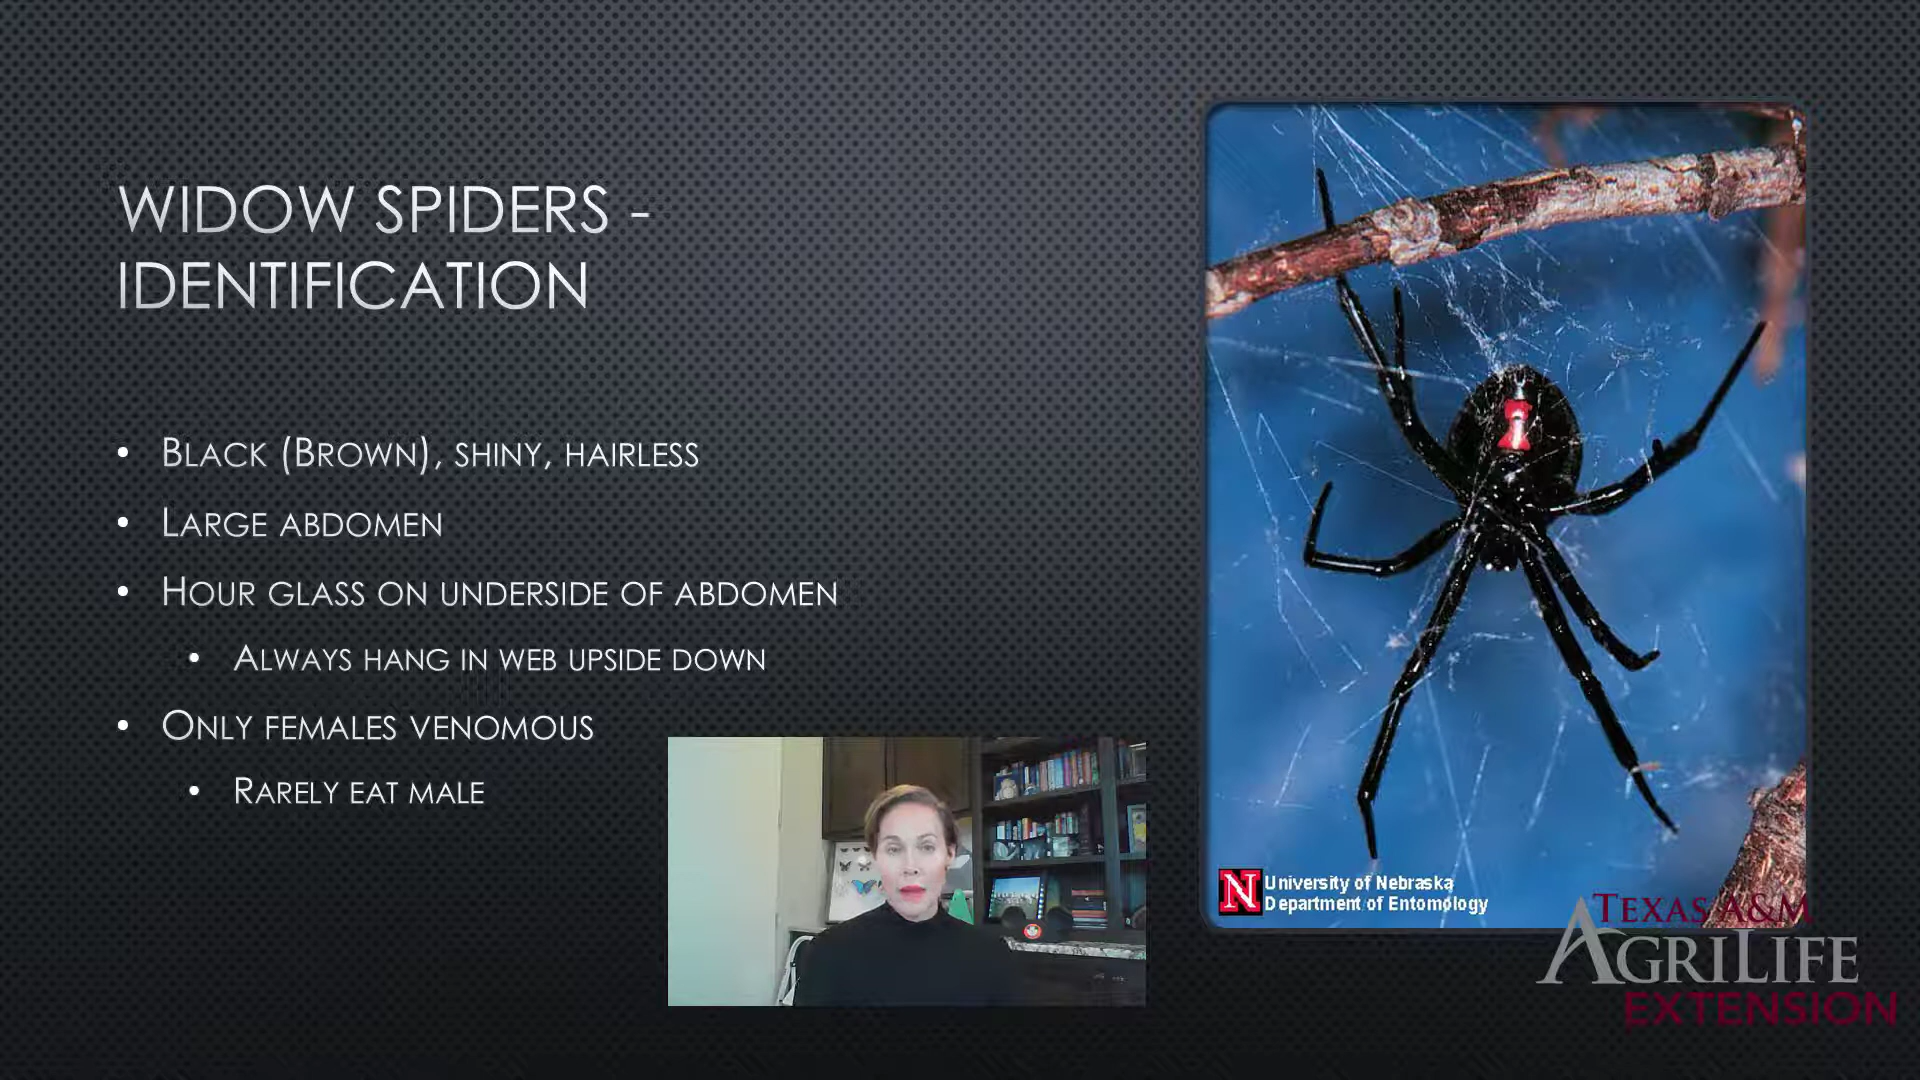 WIDOW SPIDERS -
IDENTIFICATION
• BLACK (BROWN), SHINY, HAIRLESS
• LARGE ABDOMEN
• HOUR GLASS ON UNDERSIDE OF ABDOMEN
• ALWAYS HANG IN WEB UPSIDE DOWN
• ONLY FEMALES VENOMOUS
• RARELY EAT MALE
N University of Nebraska
Department of Entomology
TEXAS A&M
AGRILIFE
EXTENSION